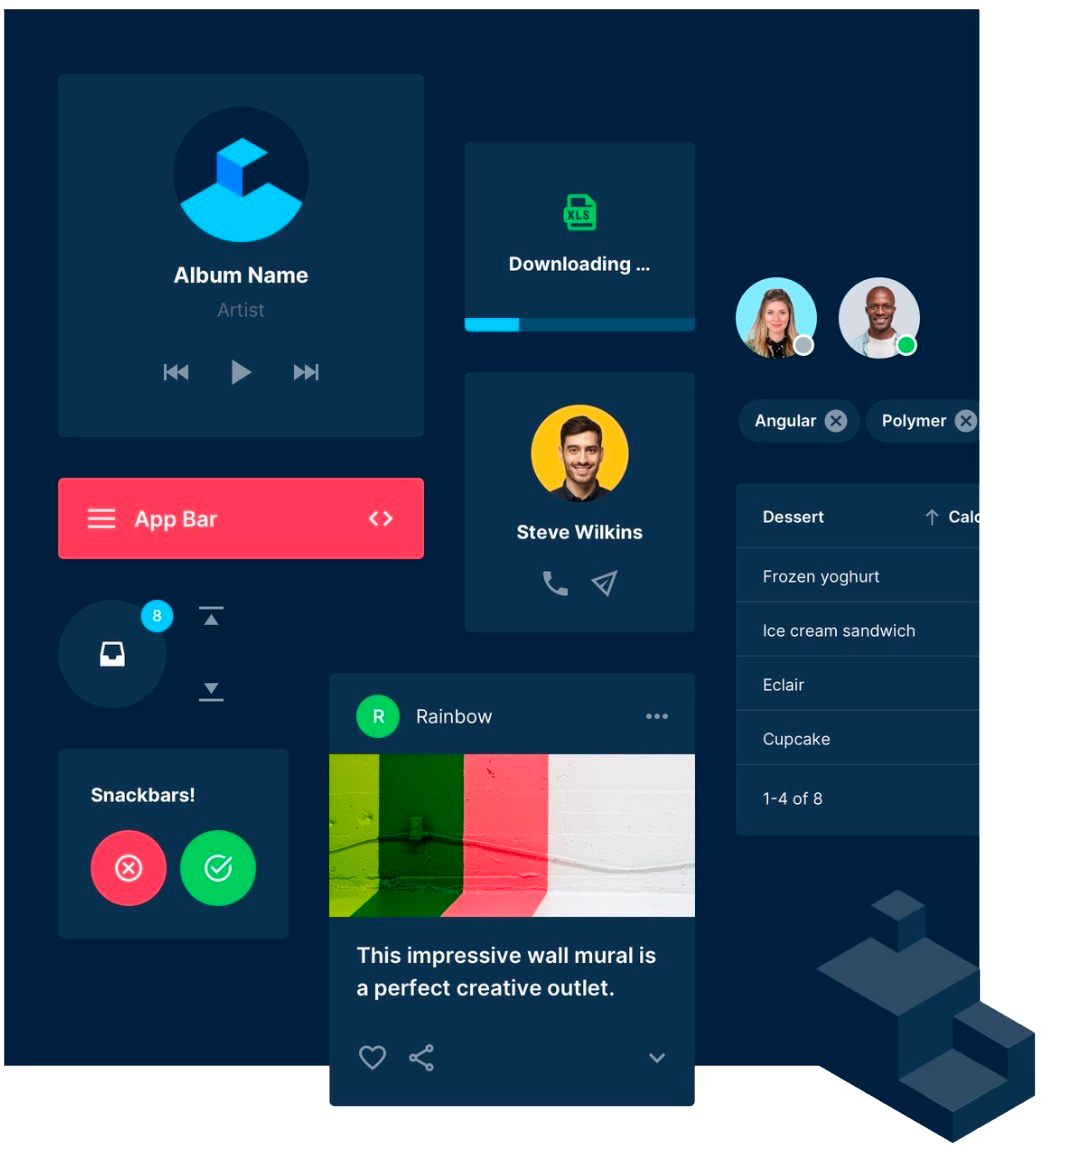 Album Name
Artist
XLS
Downloading ...
Angular
Polymer
App Bar
Steve Wilkins
Dessert
Calo
Frozen yoghurt
Ice cream sandwich
Eclair
Cupcake
1-4 of 8
8
R
Rainbow
Snackbars!
This impressive wall mural is
a perfect creative outlet.